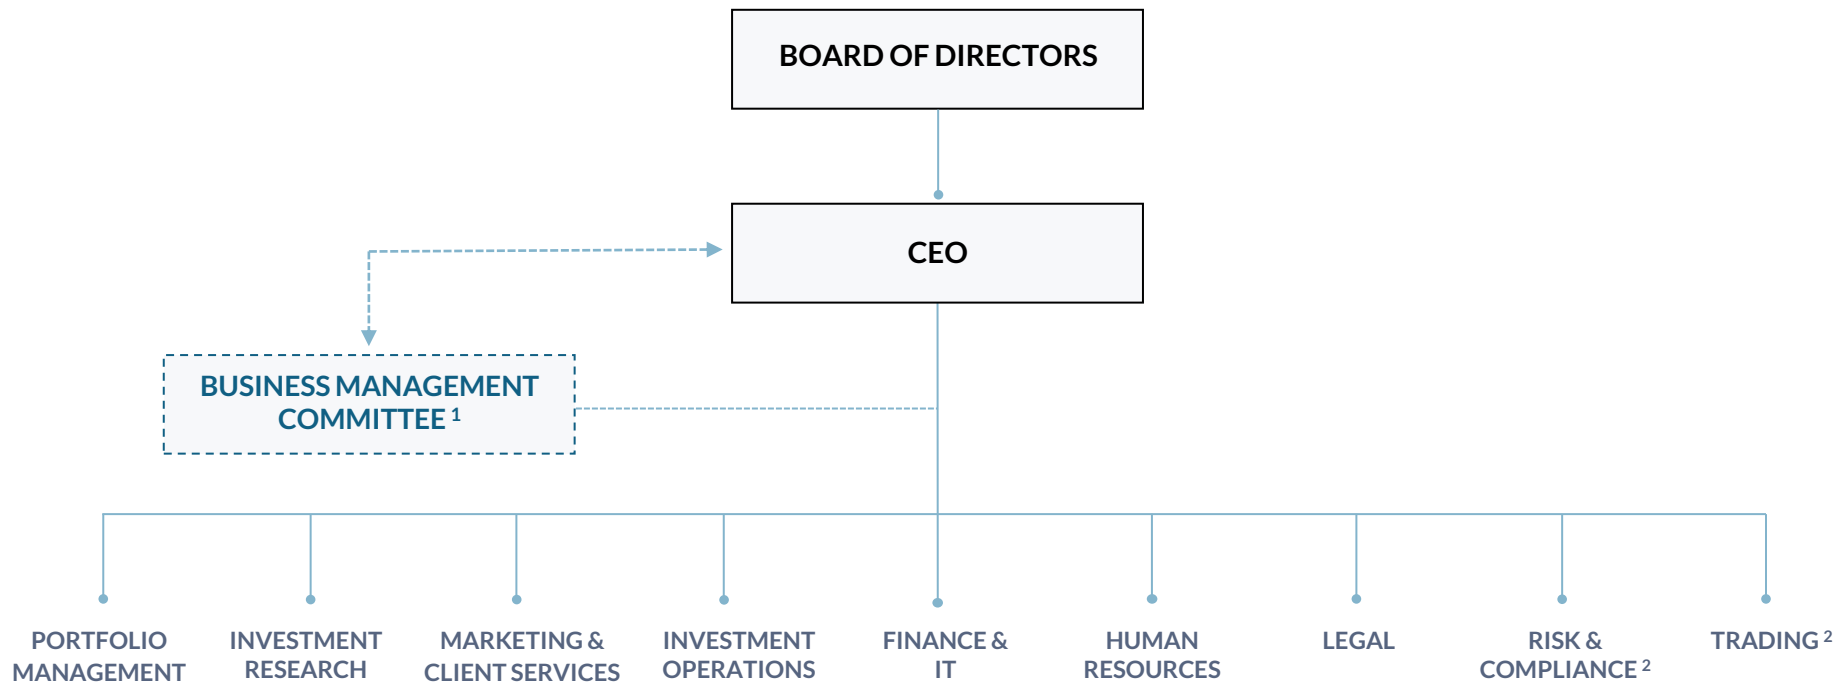 BOARD OF DIRECTORS
CEO
BUSINESS MANAGEMENT
COMMITTEE 1
PORTFOLIO
MANAGEMENT
INVESTMENT
RESEARCH
MARKETING &
CLIENT SERVICES
INVESTMENT
OPERATIONS
FINANCE &
IT
HUMAN
RESOURCES
LEGAL
RISK &
COMPLIANCE 2
TRADING 2